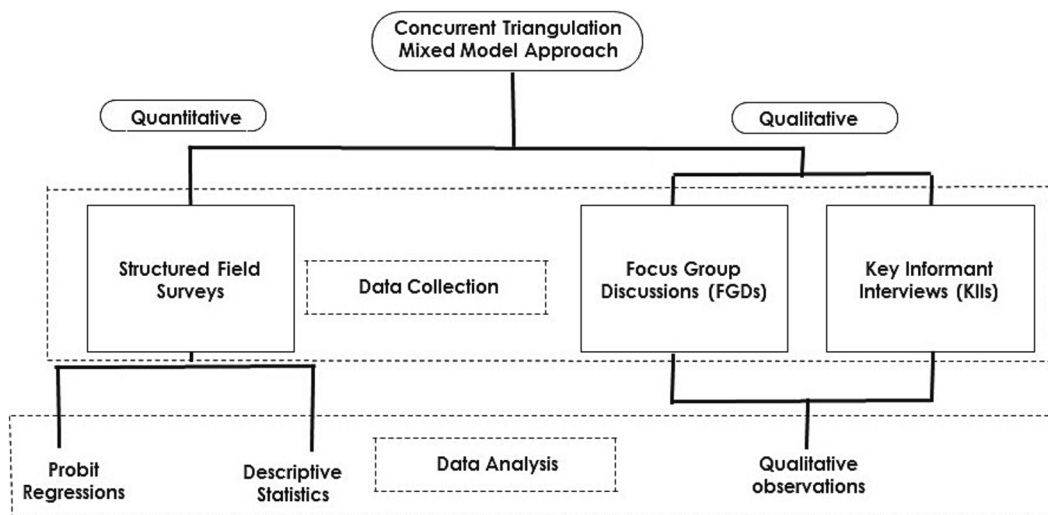 Concurrent Triangulation
Mixed Model Approach
Quantitative
Qualitative
Structured Field
Surveys
Data Collection
Focus Group
Discussions (FGDs)
Key Informant
Interviews (KIIs)
Probit
Regressions
Descriptive
Statistics
Data Analysis
Qualitative
observations